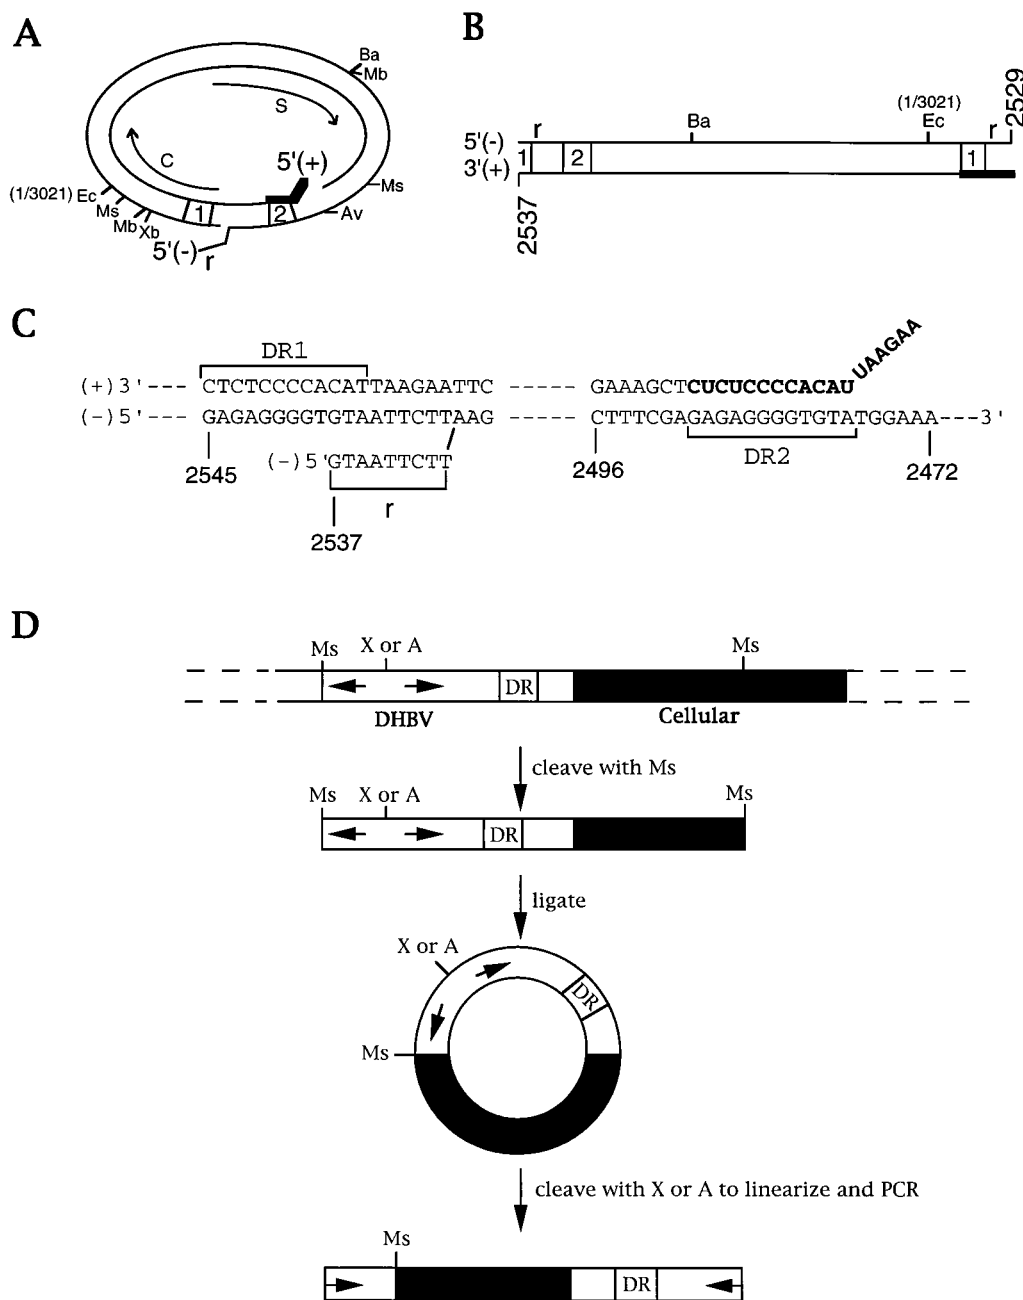 A
Ba
Mb
S
5'(+)
C
(1/3021) Ec
Ms
Mb
Xb
1
2
Ms
Av
5'(-)
r
B
(1/3021)
Ec
2529
r
Ba
r
5'(-)
3'(+)
1
2
1
2537
C
DR1
UAAGAA
(+)3'---- CTCTCCCCACATTAAGAATTC ------- GAAAGCTCUCUCCCCACAU
(-)5'---- GAGAGGGGTGTAATTCTTAAG ------- CTTTCGAGAGAGGGGTGTATGGAAA---3'
DR2
2545
(-)5'GTAATTCTT
2496
2472
r
2537
D
Ms
X or A
Ms
DR
DHBV
Cellular
cleave with Ms
Ms
X or A
Ms
DR
ligate
X or A
DR
Ms
cleave with X or A to linearize and PCR
Ms
DR